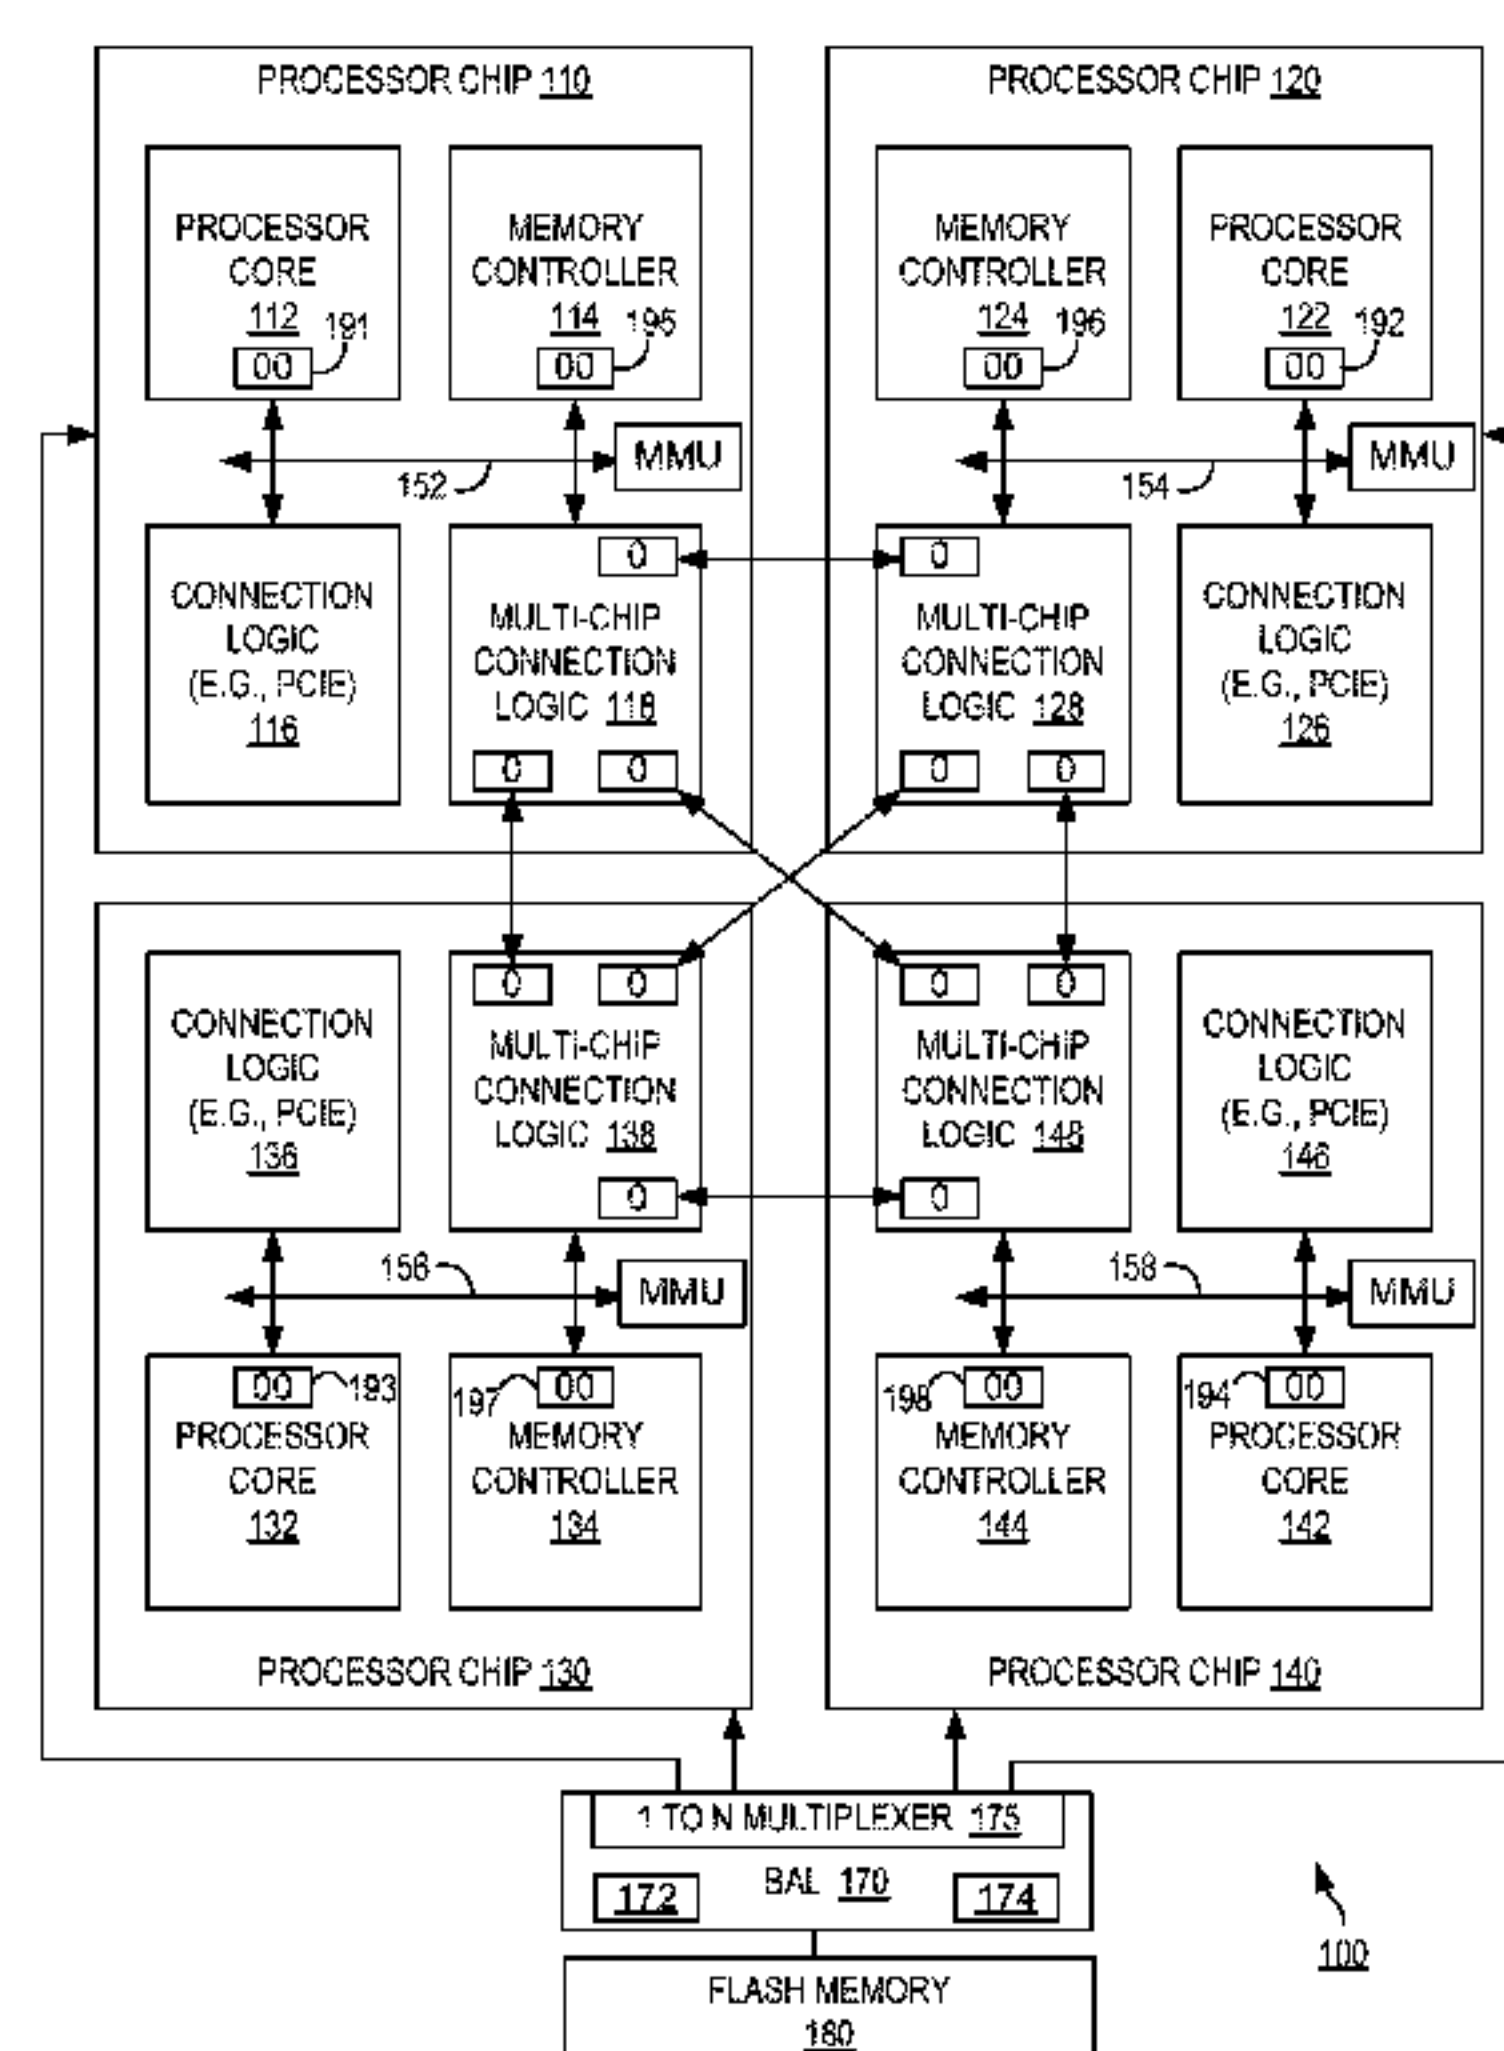 PROCESSOR CHIP 110
PROCESSOR
CORE
112
191
00
MEMORY
CONTROLLER
114
195
00
152
MMU
CONNECTION
LOGIC
(E.G., PCIE)
116
0
MULTI-CHIP
CONNECTION
LOGIC 118
0
0
PROCESSOR CHIP 120
MEMORY
CONTROLLER
124
196
00
PROCESSOR
CORE
122
192
00
154
MMU
0
MULTI-CHIP
CONNECTION
LOGIC 128
0
0
CONNECTION
LOGIC
(E.G., PCIE)
126
CONNECTION
LOGIC
(E.G., PCIE)
136
0
0
MULTI-CHIP
CONNECTION
LOGIC 138
0
156
MMU
00
193
PROCESSOR
CORE
132
197
00
MEMORY
CONTROLLER
134
PROCESSOR CHIP 130
0
0
MULTI-CHIP
CONNECTION
LOGIC 148
0
CONNECTION
LOGIC
(E.G., PCIE)
146
158
MMU
198
00
MEMORY
CONTROLLER
144
194
00
PROCESSOR
CORE
142
PROCESSOR CHIP 140
1 TO N MULTIPLEXER 175
BAL 170
172
174
100
FLASH MEMORY
180